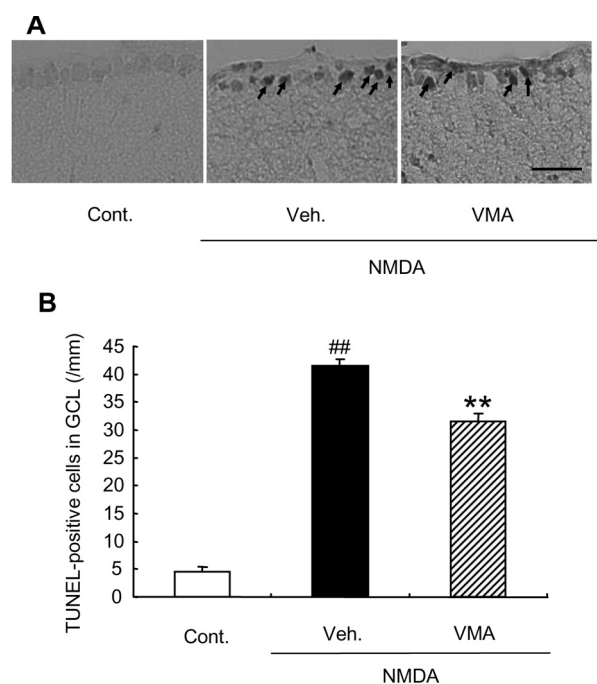 A
Cont.
Veh.
VMA
NMDA
B
TUNEL-positive cells in GCL (/mm)
45
40
35
30
25
20
15
10
5
0
##
**
Cont.
Veh.
VMA
NMDA